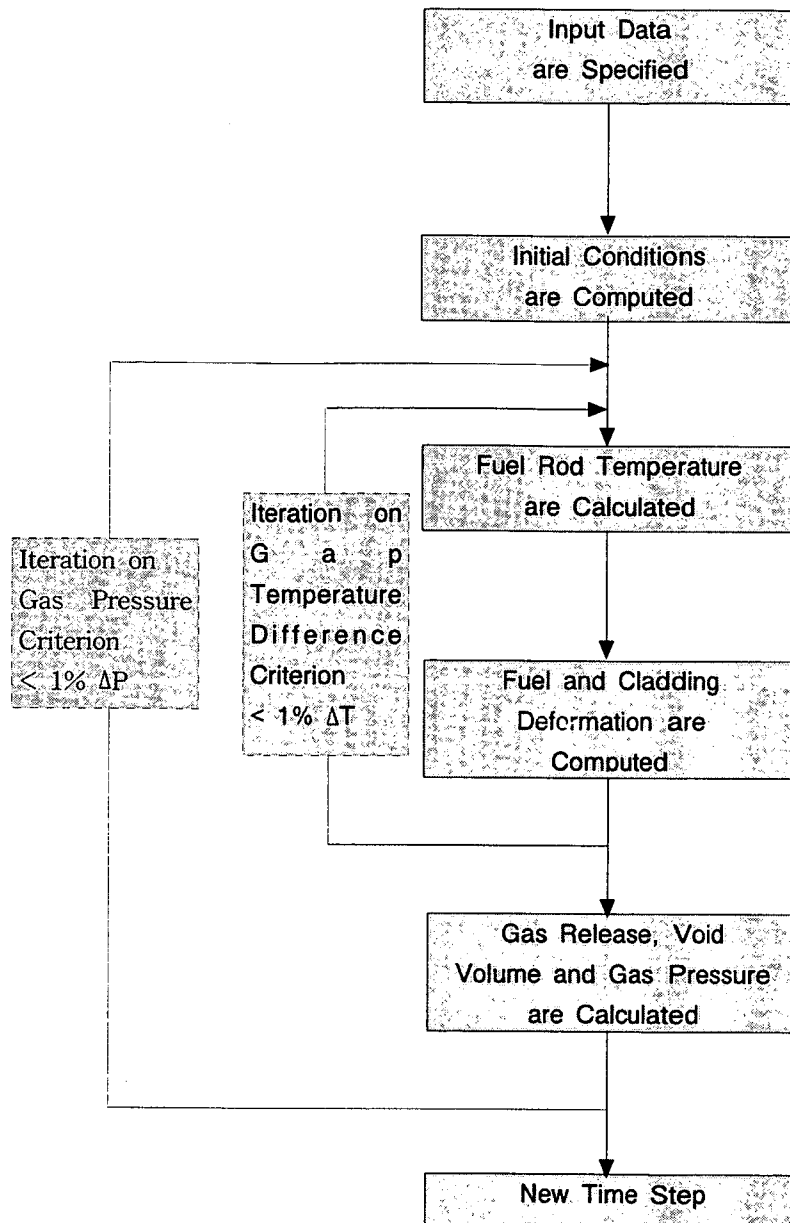 Input Data
are Specified
Initial Conditions
are Computed
Fuel Rod Temperature
are Calculated
Iteration on
G a p
Temperature
Difference
Criterion
< 1% ΔT
Iteration on
Gas Pressure
Criterion
< 1% ΔP
Fuel and Cladding
Deformation are
Computed
Gas Release, Void
Volume and Gas Pressure
are Calculated
New Time Step